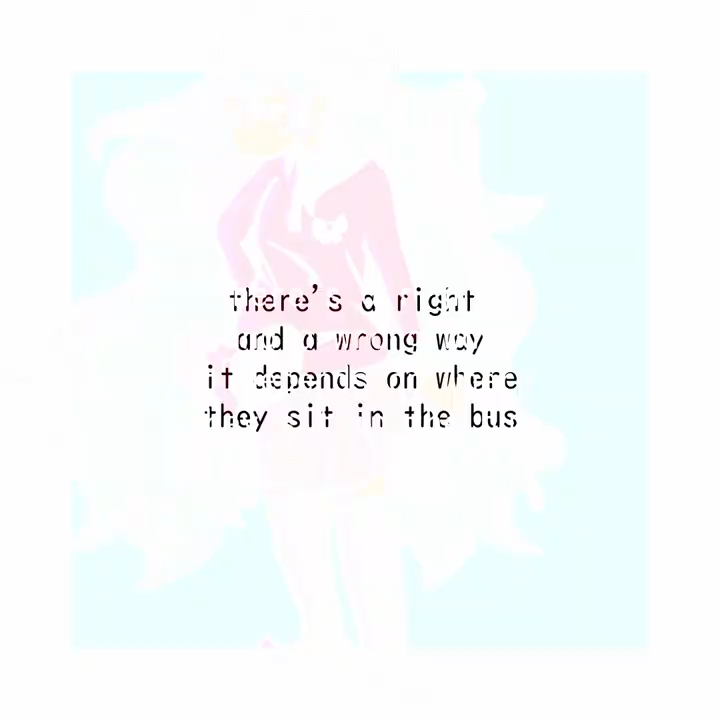 there's a right
and a wrong way
it depends on where
they sit in the bus